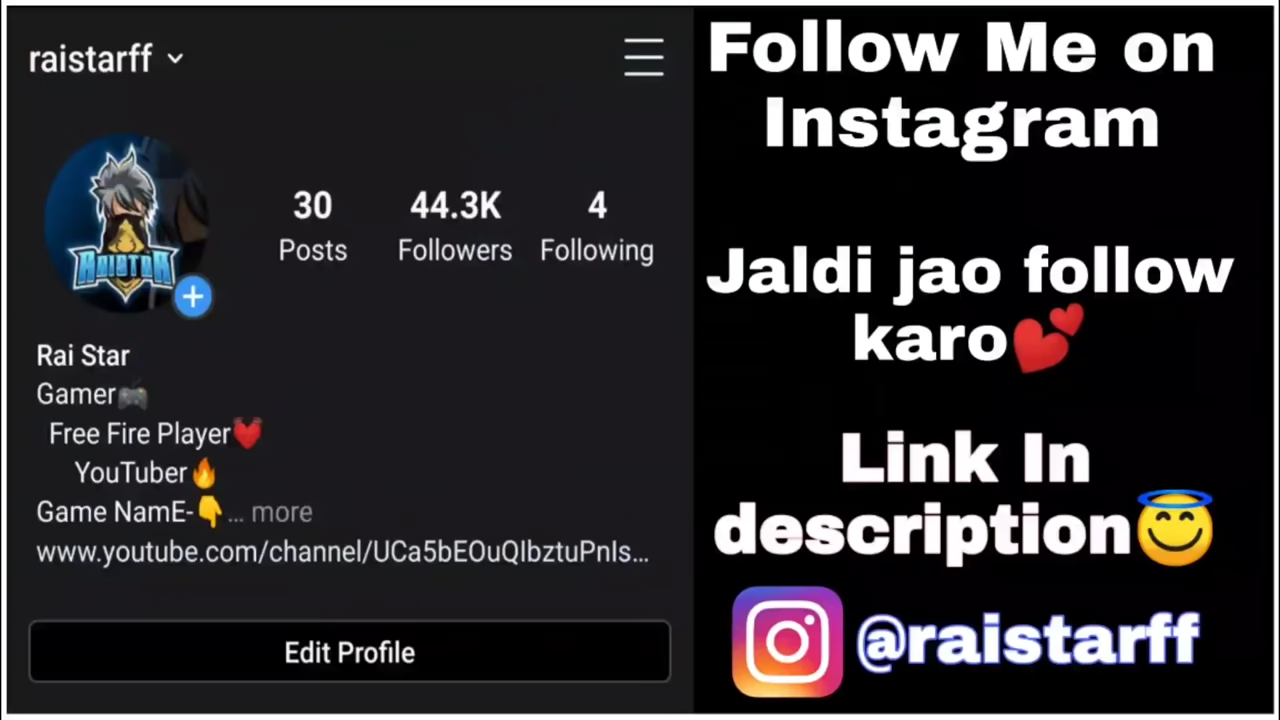 raistarff
30 44.3K 4
Posts Followers Following
RAISTAR
Rai Star
Gamer🎮
Free Fire Player💓
YouTuber🔥
Game NamE-👇... more
www.youtube.com/channel/UCa5bEOuQIbztuPnIs...
Edit Profile
Follow Me on
Instagram
Jaldi jao follow
karo💕
Link In
description😇
@raistarff